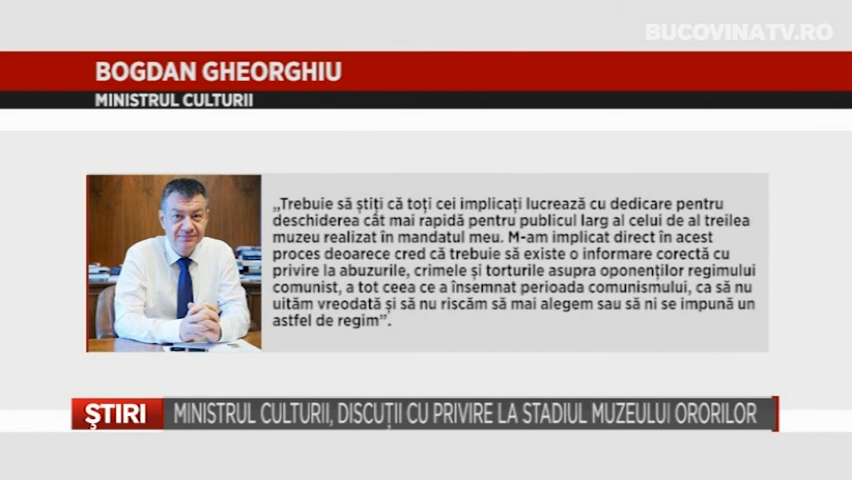 BUCOVINATV.RO
BOGDAN GHEORGHIU
MINISTRUL CULTURII
„Trebuie să știți că toți cei implicați lucrează cu dedicare pentru
deschiderea cât mai rapidă pentru publicul larg al celui de al treilea
muzeu realizat în mandatul meu. M-am implicat direct în acest
proces deoarece cred că trebuie să existe o informare corectă cu
privire la abuzurile, crimele și torturile asupra oponenților regimului
comunist, a tot ceea ce a însemnat perioada comunismului, ca să nu
uităm vreodată și să nu riscăm să mai alegem sau să ni se impună un
astfel de regim”.
ŞTIRI
MINISTRUL CULTURII, DISCUȚII CU PRIVIRE LA STADIUL MUZEULUI ORORILOR